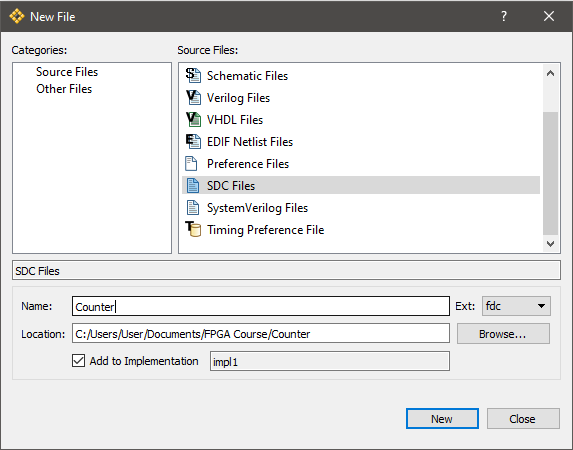 New File
Categories:
Source Files:
Source Files
Other Files
Schematic Files
Verilog Files
VHDL Files
EDIF Netlist Files
Preference Files
SDC Files
SystemVerilog Files
Timing Preference File
SDC Files
Name: Counter Ext: fdc
Location: C:/Users/User/Documents/FPGA Course/Counter Browse...
Add to Implementation impl1
New Close